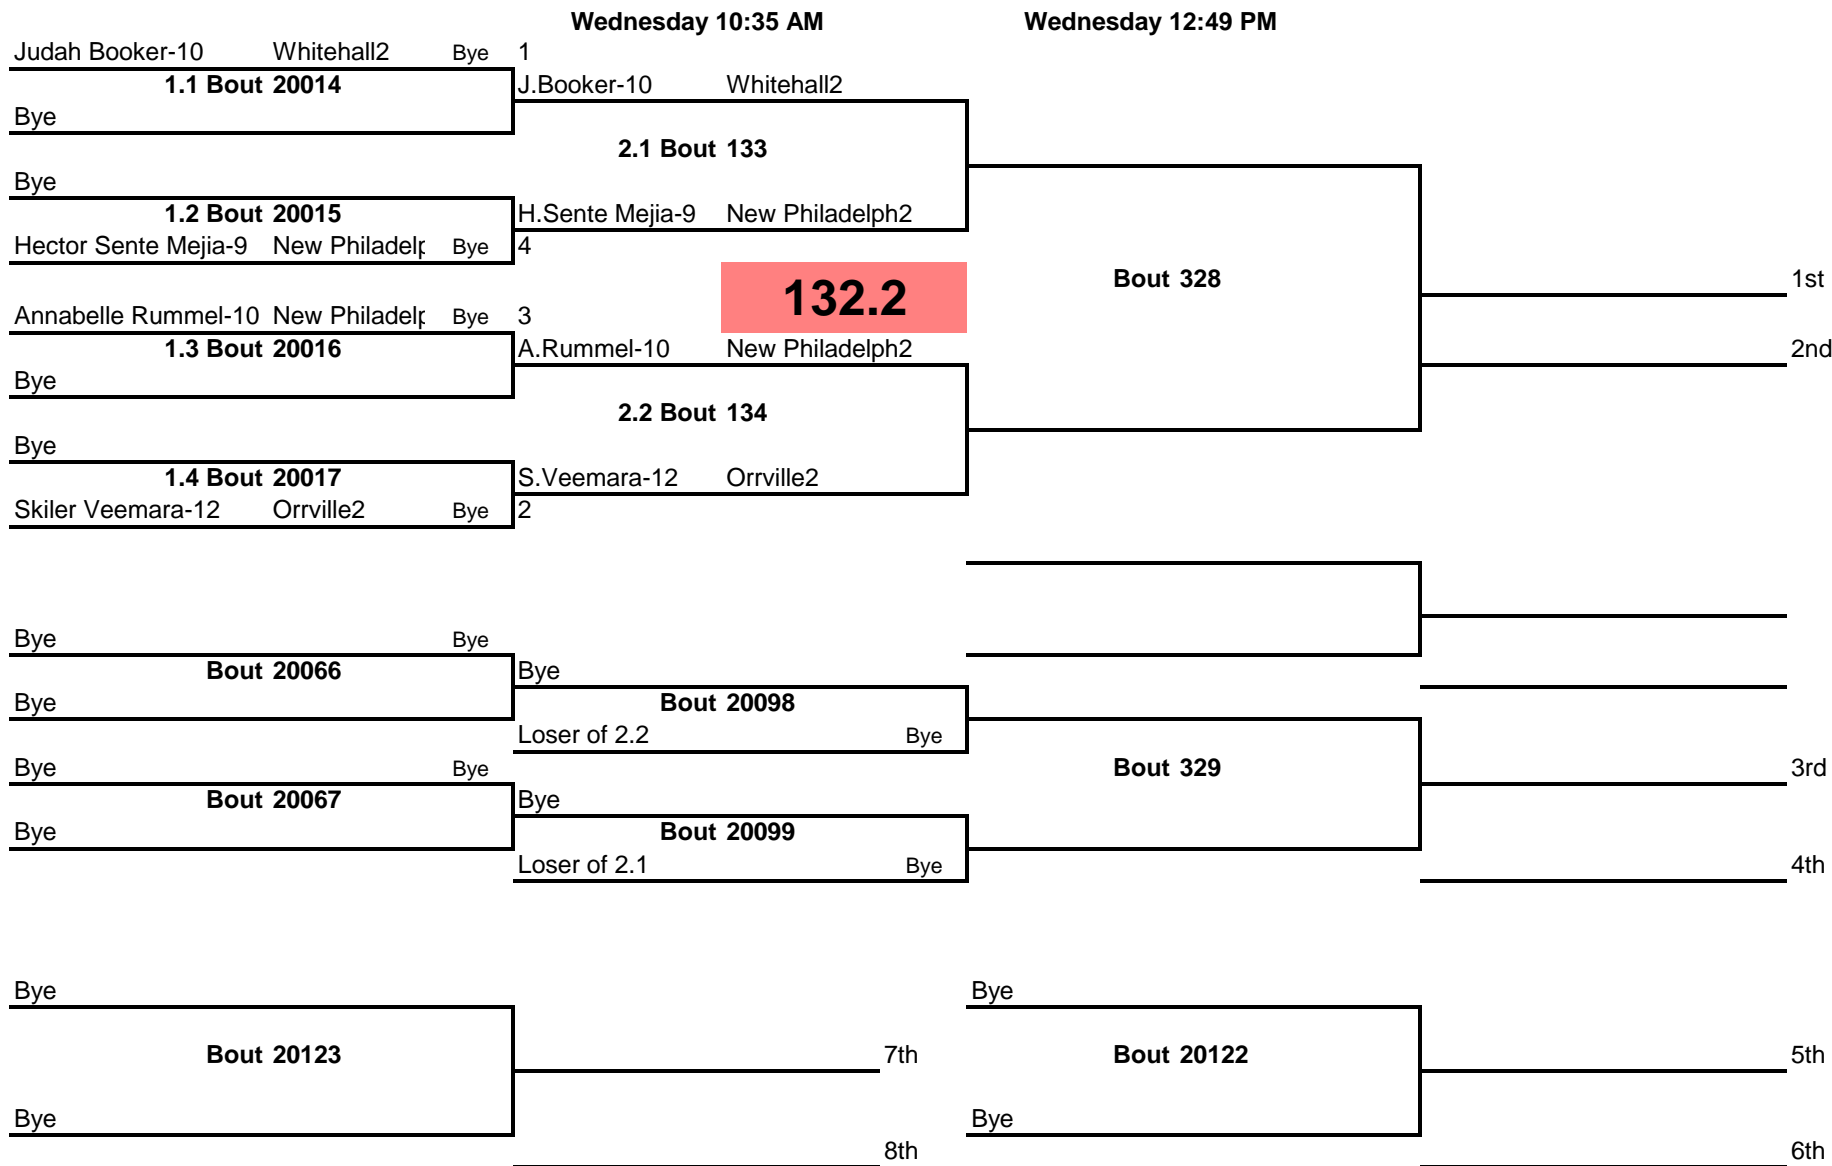 Wednesday 10:35 AM Wednesday 12:49 PM
Judah Booker-10 Whitehall2 Bye 1
1.1 Bout 20014 J.Booker-10 Whitehall2
Bye
2.1 Bout 133
Bye
1.2 Bout 20015 H.Sente Mejia-9 New Philadelph2
Hector Sente Mejia-9 New Philadelp Bye 4
132.2 Bout 328 1st
Annabelle Rummel-10 New Philadelp Bye 3
1.3 Bout 20016 A.Rummel-10 New Philadelph2 2nd
Bye
2.2 Bout 134
Bye
1.4 Bout 20017 S.Veemara-12 Orrville2
Skiler Veemara-12 Orrville2 Bye 2
Bye Bye
Bout 20066 Bye
Bye Bout 20098
Loser of 2.2 Bye
Bye Bye Bout 329 3rd
Bout 20067 Bye
Bye Bout 20099
Loser of 2.1 Bye 4th
Bye Bye
Bout 20123 7th Bout 20122 5th
Bye Bye
8th 6th